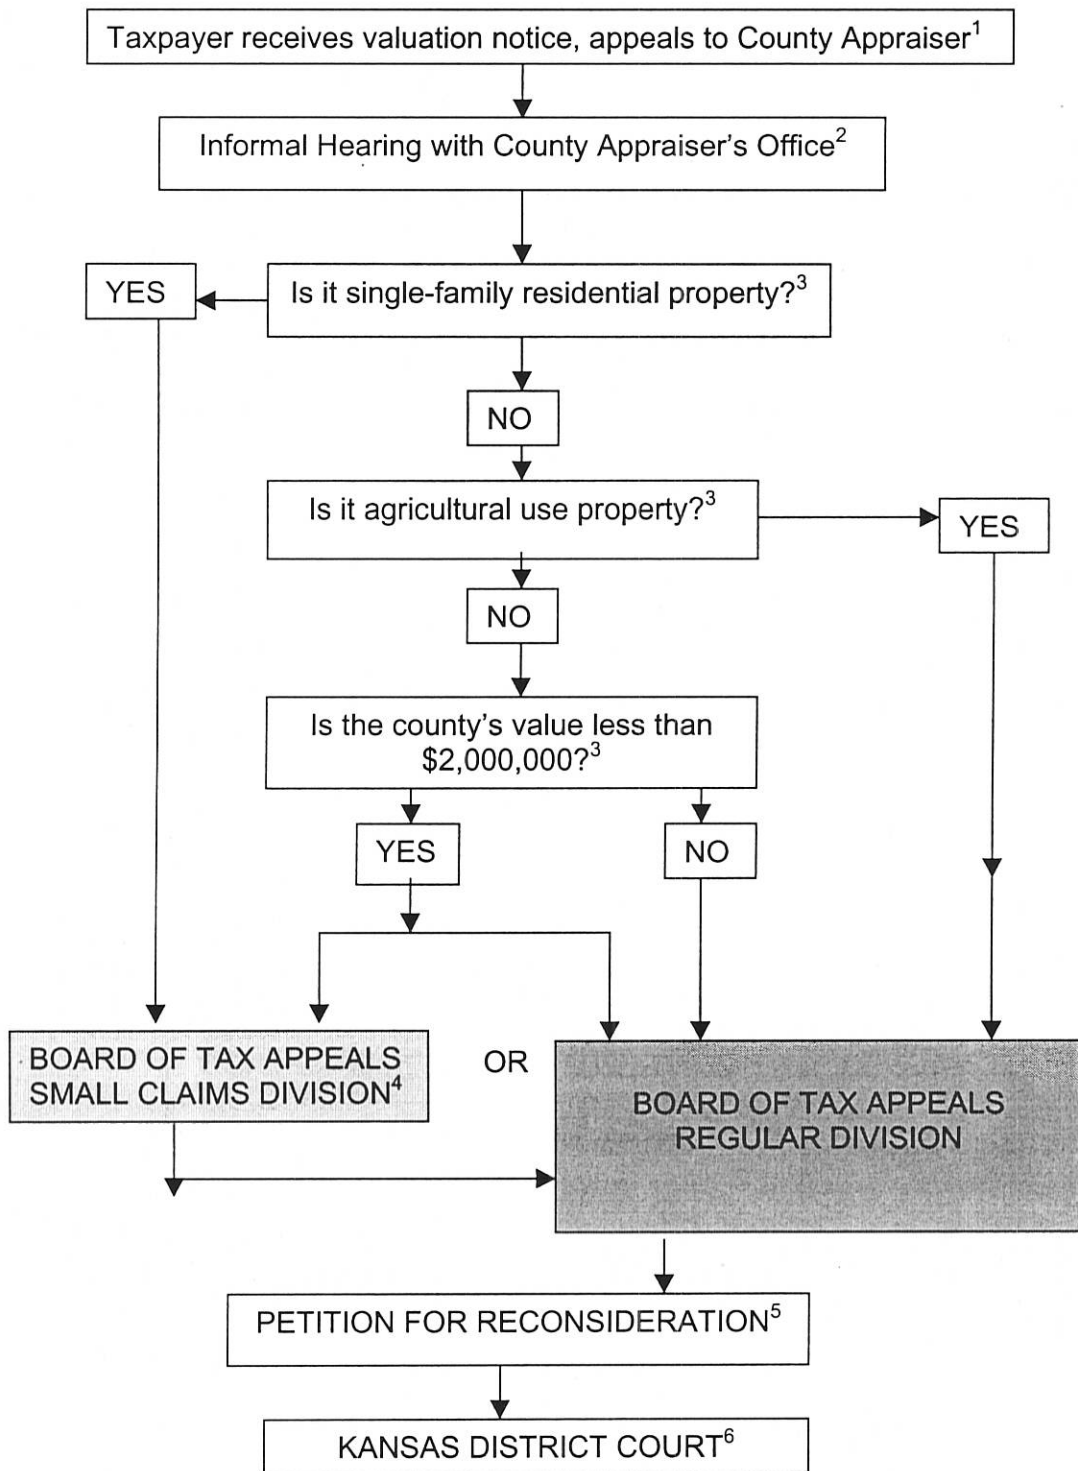 Taxpayer receives valuation notice, appeals to County Appraiser¹
Informal Hearing with County Appraiser's Office²
YES
Is it single-family residential property?³
NO
Is it agricultural use property?³
YES
NO
Is the county's value less than
$2,000,000?³
YES
NO
BOARD OF TAX APPEALS
SMALL CLAIMS DIVISION⁴
OR
BOARD OF TAX APPEALS
REGULAR DIVISION
PETITION FOR RECONSIDERATION⁵
KANSAS DISTRICT COURT⁶